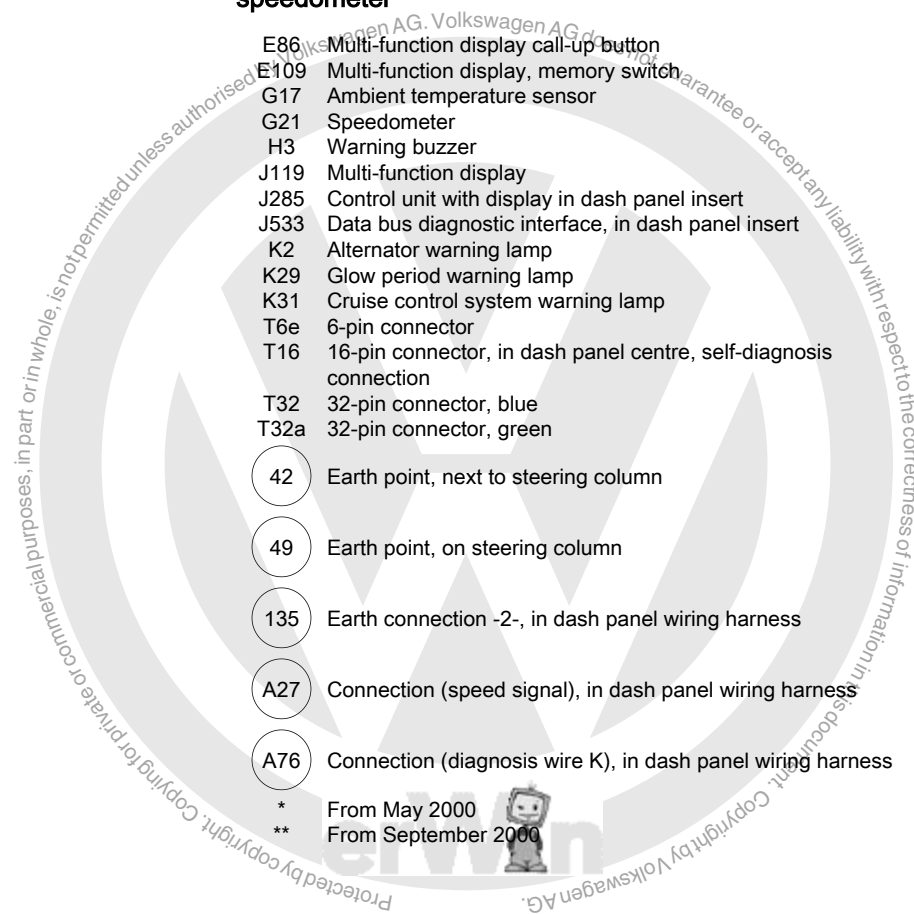 speedometer
E86 Multi-function display call-up button
E109 Multi-function display, memory switch
G17 Ambient temperature sensor
G21 Speedometer
H3 Warning buzzer
J119 Multi-function display
J285 Control unit with display in dash panel insert
J533 Data bus diagnostic interface, in dash panel insert
K2 Alternator warning lamp
K29 Glow period warning lamp
K31 Cruise control system warning lamp
T6e 6-pin connector
T16 16-pin connector, in dash panel centre, self-diagnosis
connection
T32 32-pin connector, blue
T32a 32-pin connector, green
42 Earth point, next to steering column
49 Earth point, on steering column
135 Earth connection -2-, in dash panel wiring harness
A27 Connection (speed signal), in dash panel wiring harness
A76 Connection (diagnosis wire K), in dash panel wiring harness
* From May 2000
** From September 2000
erWin
Protected by copyright. Copying for private or commercial purposes, in part or in whole, is not permitted unless authorised by Volkswagen AG. Volkswagen AG does not guarantee or accept any liability with respect to the correctness of information in this document. Copyright by Volkswagen AG.